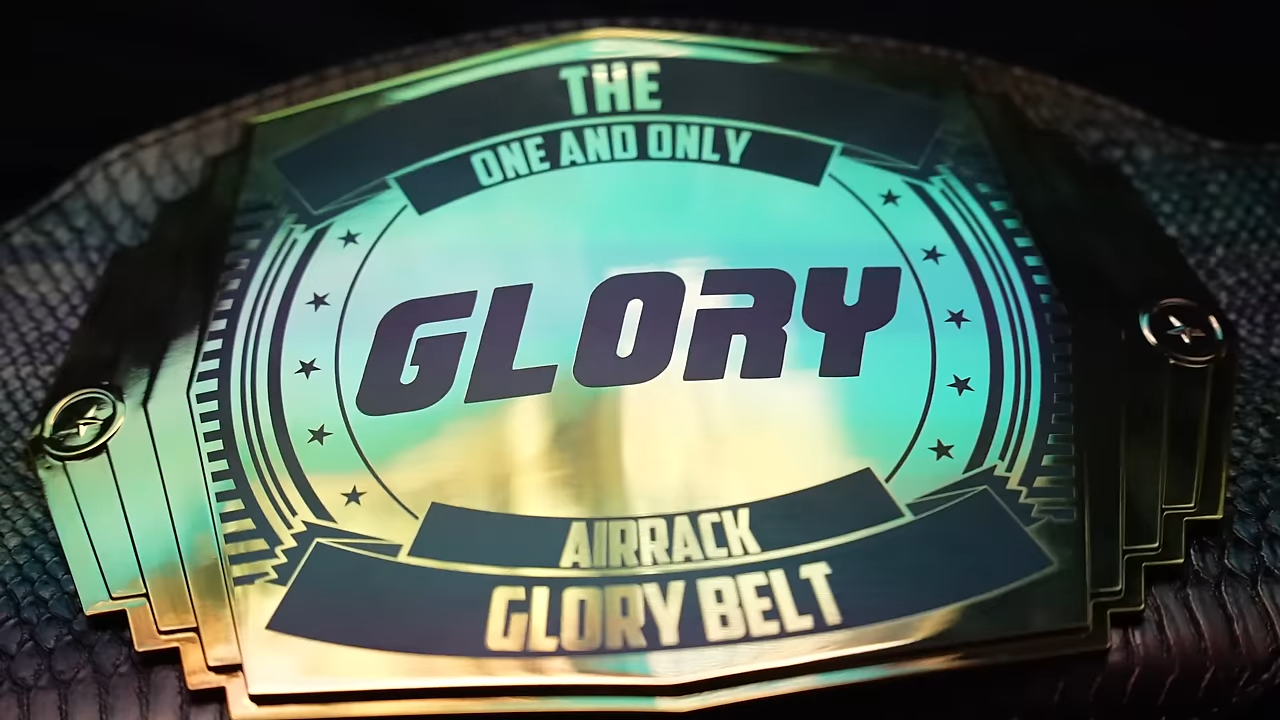 THE
ONE AND ONLY
GLORY
AIRRACK
GLORY BELT